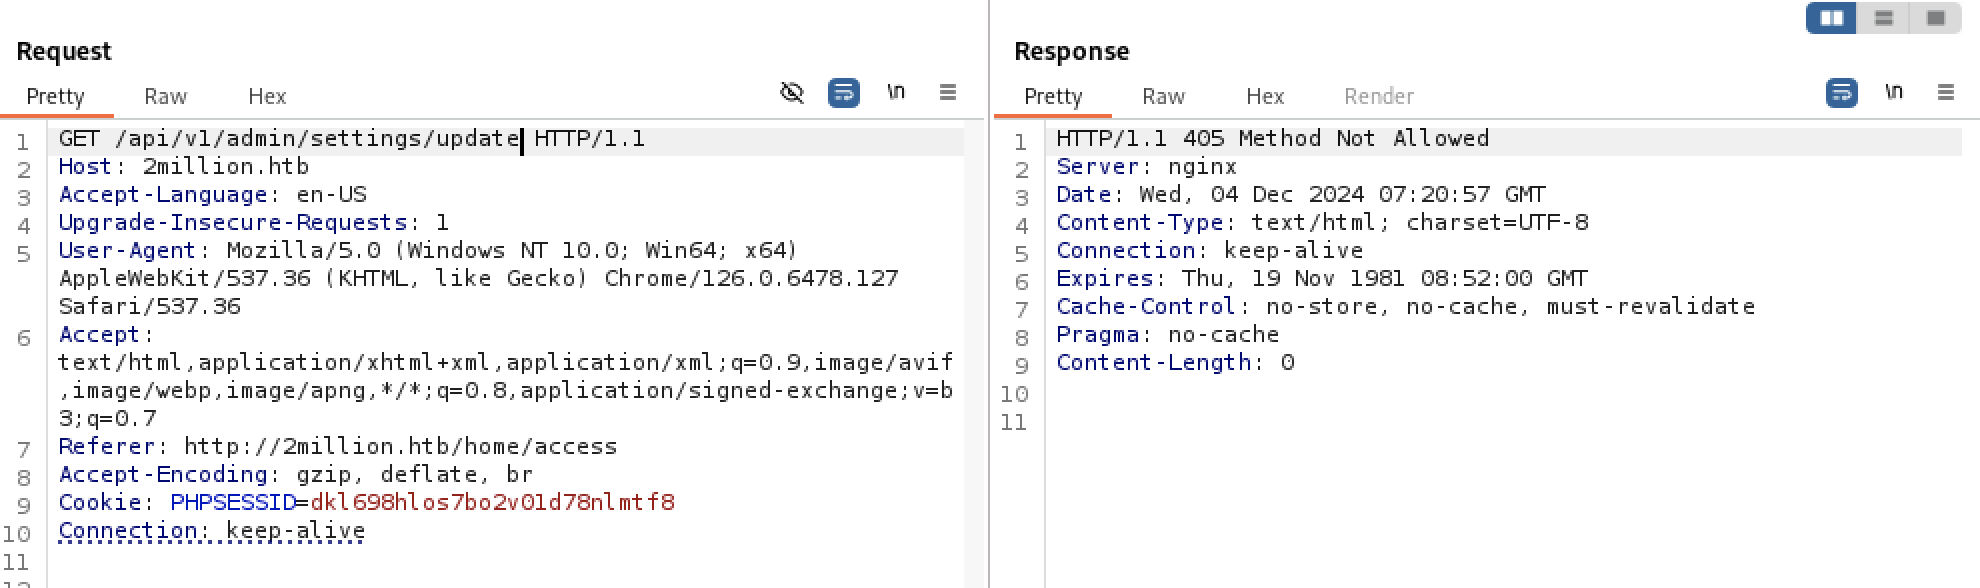 Request
Pretty Raw Hex \n
1 GET /api/v1/admin/settings/update HTTP/1.1
2 Host: 2million.htb
3 Accept-Language: en-US
4 Upgrade-Insecure-Requests: 1
5 User-Agent: Mozilla/5.0 (Windows NT 10.0; Win64; x64)
AppleWebKit/537.36 (KHTML, like Gecko) Chrome/126.0.6478.127
Safari/537.36
6 Accept:
text/html,application/xhtml+xml,application/xml;q=0.9,image/avif
,image/webp,image/apng,*/*;q=0.8,application/signed-exchange;v=b
3;q=0.7
7 Referer: http://2million.htb/home/access
8 Accept-Encoding: gzip, deflate, br
9 Cookie: PHPSESSID=dkl698hlos7bo2v01d78nlmtf8
10 Connection: keep-alive
11
12
Response
Pretty Raw Hex Render \n
1 HTTP/1.1 405 Method Not Allowed
2 Server: nginx
3 Date: Wed, 04 Dec 2024 07:20:57 GMT
4 Content-Type: text/html; charset=UTF-8
5 Connection: keep-alive
6 Expires: Thu, 19 Nov 1981 08:52:00 GMT
7 Cache-Control: no-store, no-cache, must-revalidate
8 Pragma: no-cache
9 Content-Length: 0
10
11